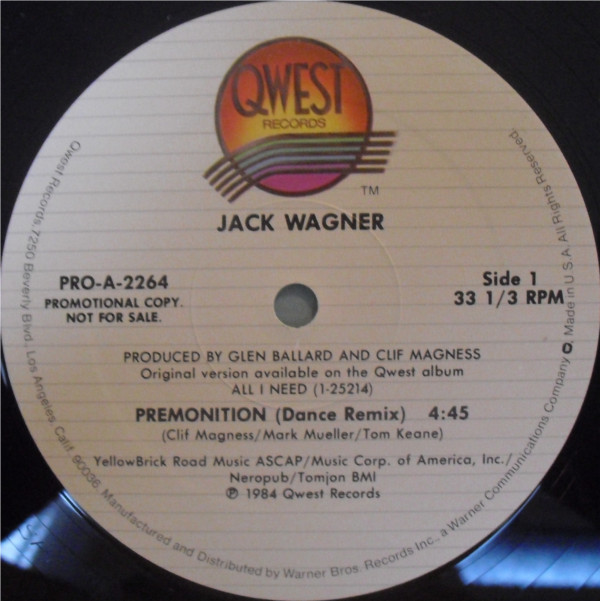 QWEST
RECORDS
TM
JACK WAGNER
PRO-A-2264
PROMOTIONAL COPY.
NOT FOR SALE.
Side 1
33 1/3 RPM
PRODUCED BY GLEN BALLARD AND CLIF MAGNESS
Original version available on the Qwest album
ALL I NEED (1-25214)
PREMONITION (Dance Remix) 4:45
(Clif Magness/Mark Mueller/Tom Keane)
YellowBrick Road Music ASCAP/Music Corp. of America, Inc./
Neropub/Tomjon BMI
℗ 1984 Qwest Records
Qwest Records, 7250 Beverly Blvd. Los Angeles, Calif. 90036. Manufactured and Distributed by Warner Bros. Records Inc., a Warner Communications Company O Made in U.S.A. All Rights Reserved.